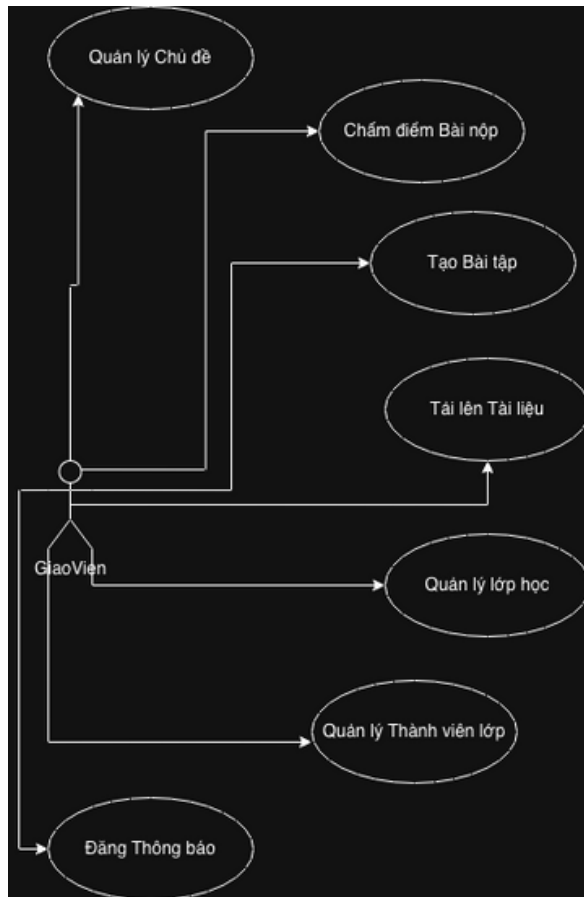 Quản lý Chủ đề
Chấm điểm Bài nộp
Tạo Bài tập
Tải lên Tài liệu
GiaoVien
Quản lý lớp học
Quản lý Thành viên lớp
Đăng Thông báo